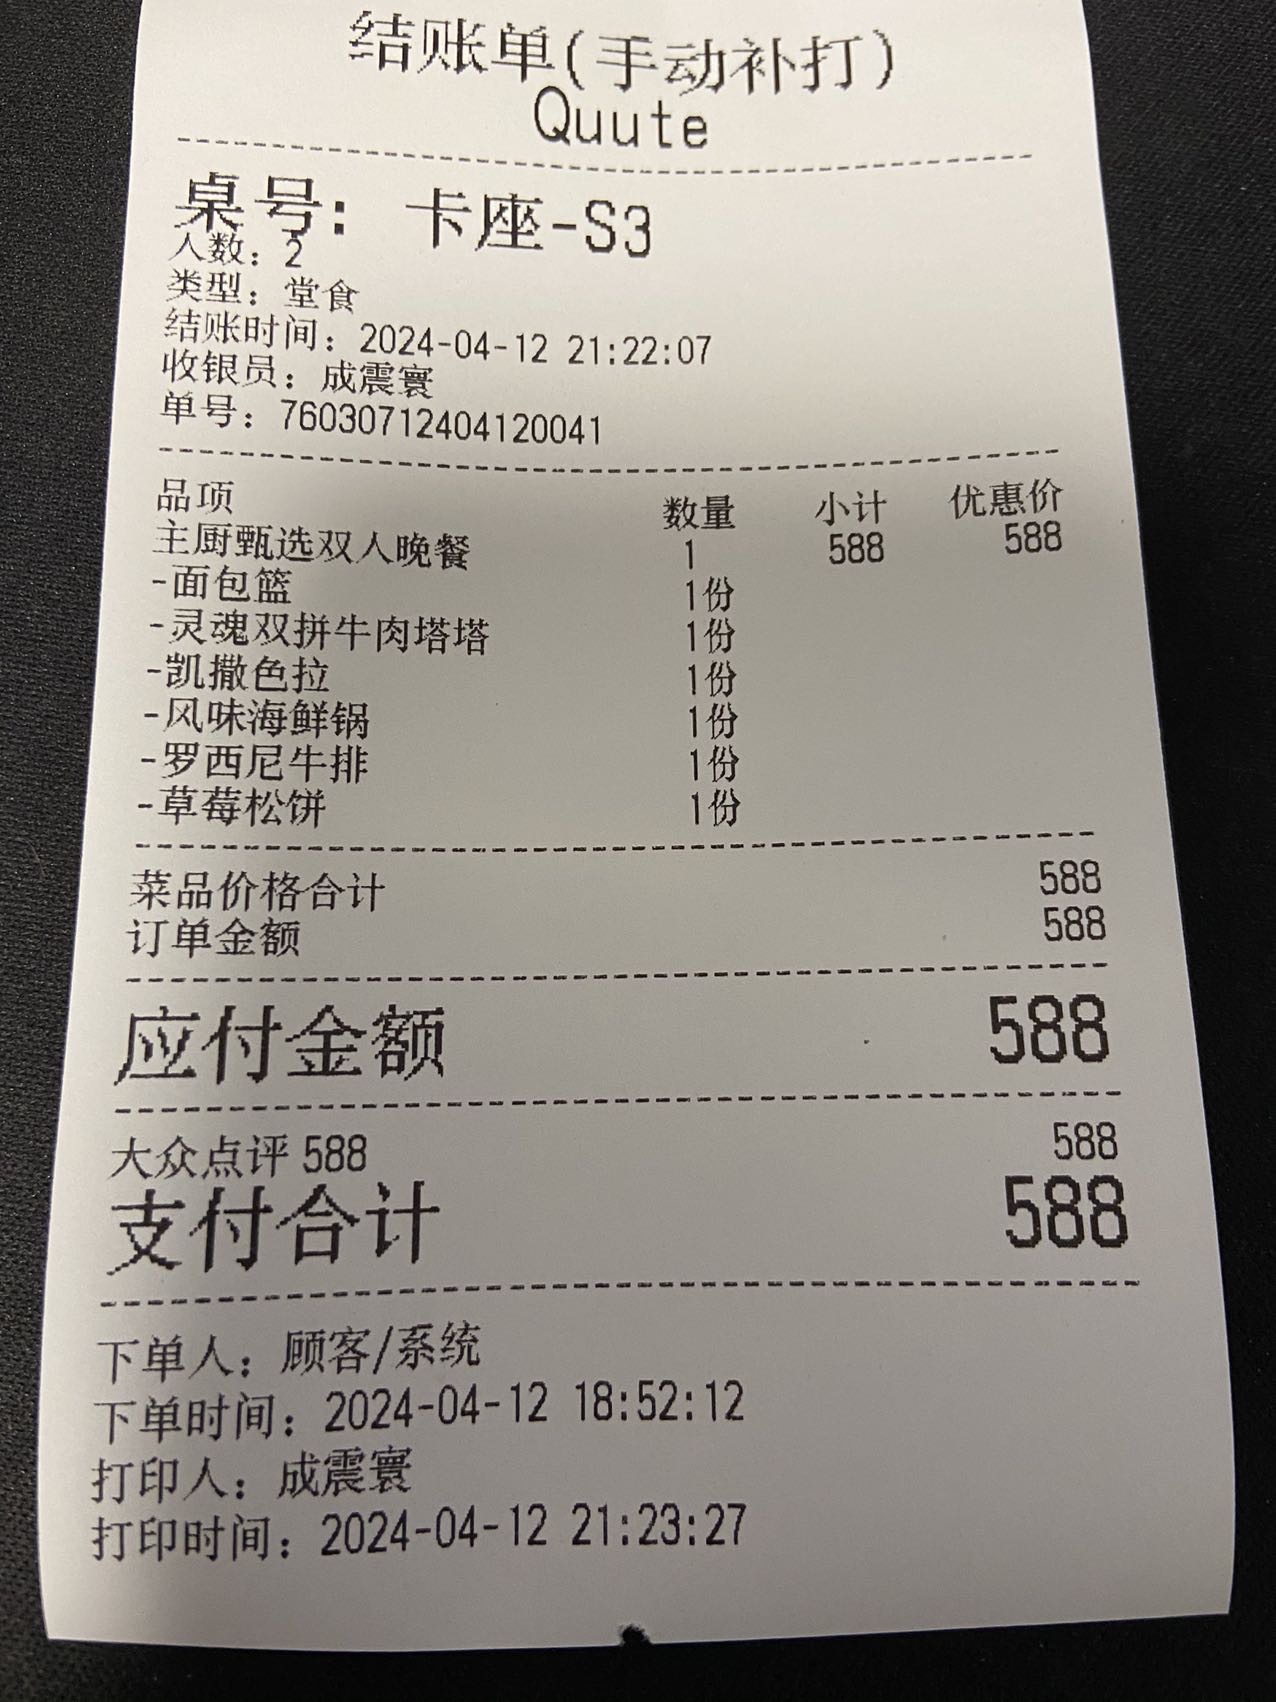 结账单(手动补打)
Quute
桌号: 卡座-S3
人数: 2
类型: 堂食
结账时间: 2024-04-12 21:22:07
收银员: 成震寰
单号: 76030712404120041
品项 数量 小计 优惠价
主厨甄选双人晚餐 1 588 588
-面包篮 1份
-灵魂双拼牛肉塔塔 1份
-凯撒色拉 1份
-风味海鲜锅 1份
-罗西尼牛排 1份
-草莓松饼 1份
菜品价格合计 588
订单金额 588
应付金额 588
大众点评 588 588
支付合计 588
下单人: 顾客/系统
下单时间: 2024-04-12 18:52:12
打印人: 成震寰
打印时间: 2024-04-12 21:23:27